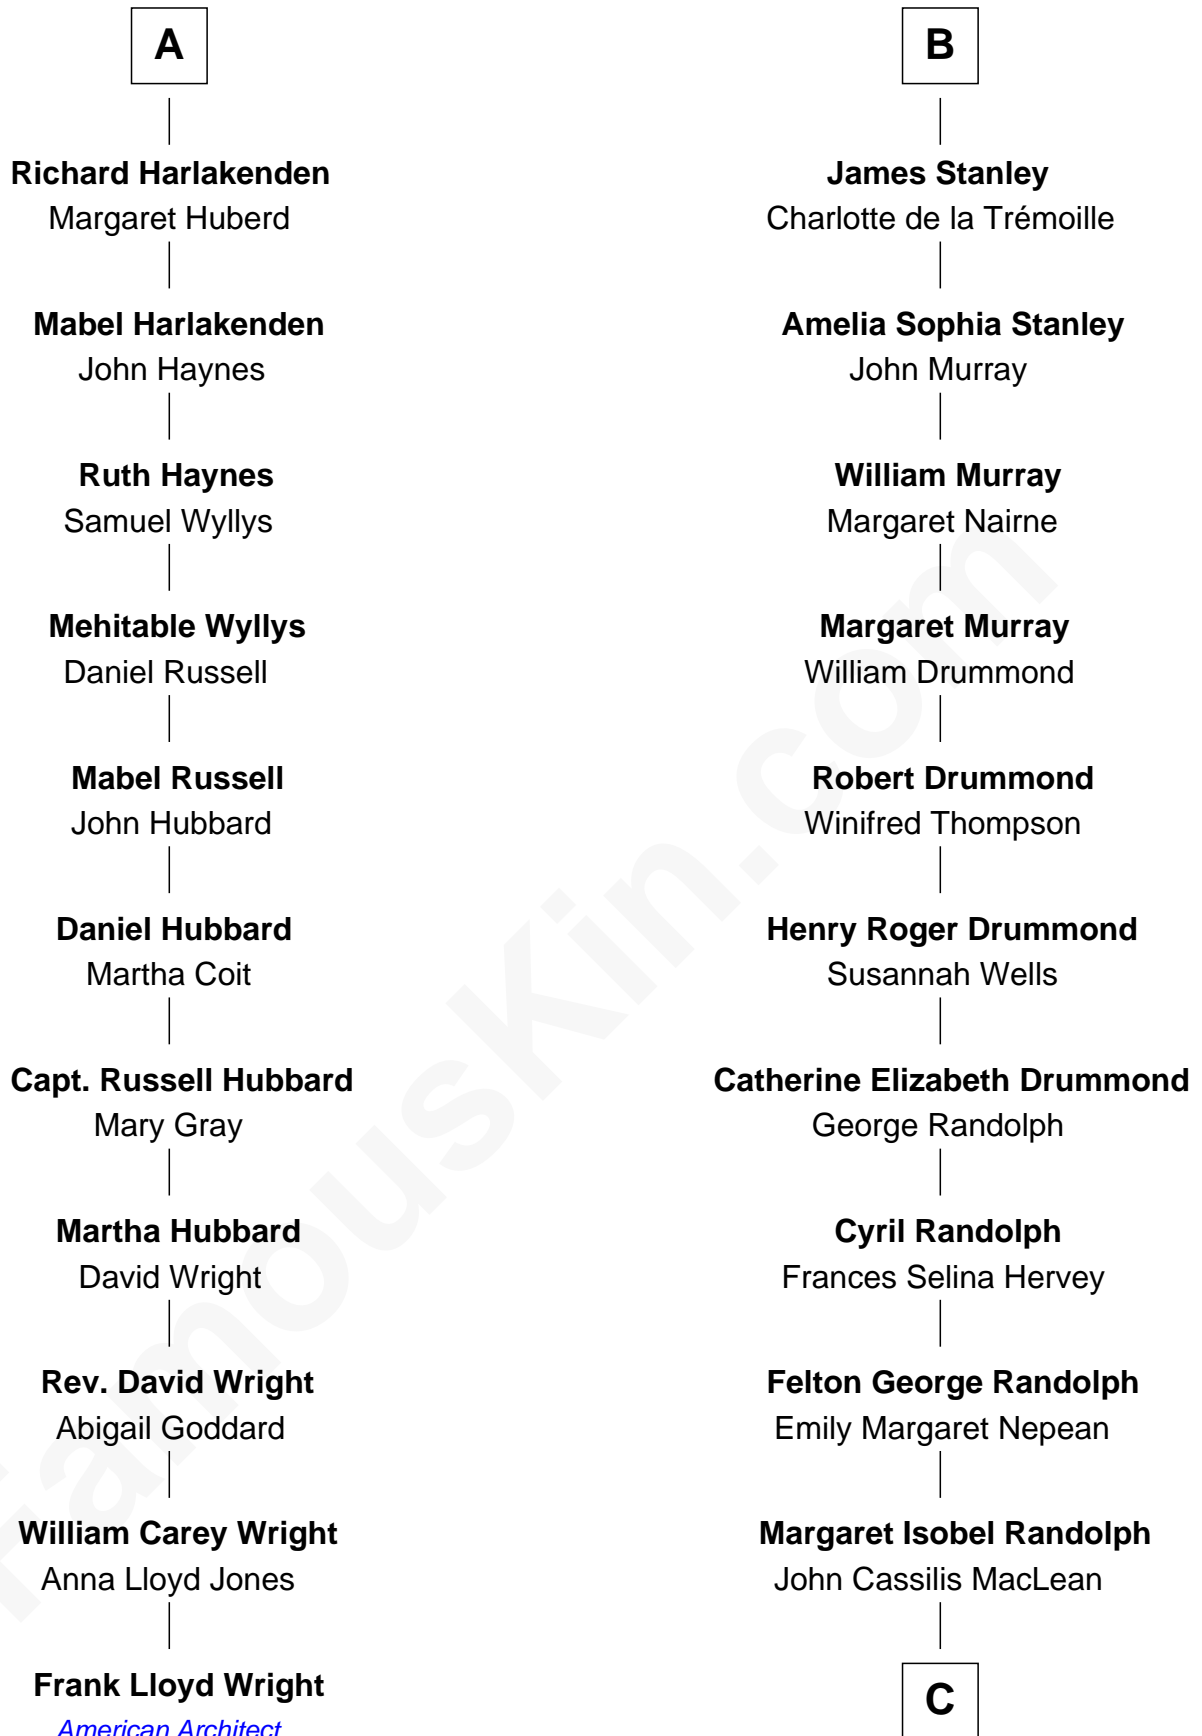 A
Richard Harlakenden
Margaret Huberd
Mabel Harlakenden
John Haynes
Ruth Haynes
Samuel Wyllys
Mehitable Wyllys
Daniel Russell
Mabel Russell
John Hubbard
Daniel Hubbard
Martha Coit
Capt. Russell Hubbard
Mary Gray
Martha Hubbard
David Wright
Rev. David Wright
Abigail Goddard
William Carey Wright
Anna Lloyd Jones
Frank Lloyd Wright
American Architect
B
James Stanley
Charlotte de la Trémoille
Amelia Sophia Stanley
John Murray
William Murray
Margaret Nairne
Margaret Murray
William Drummond
Robert Drummond
Winifred Thompson
Henry Roger Drummond
Susannah Wells
Catherine Elizabeth Drummond
George Randolph
Cyril Randolph
Frances Selina Hervey
Felton George Randolph
Emily Margaret Nepean
Margaret Isobel Randolph
John Cassilis MacLean
C
FamousKin.com